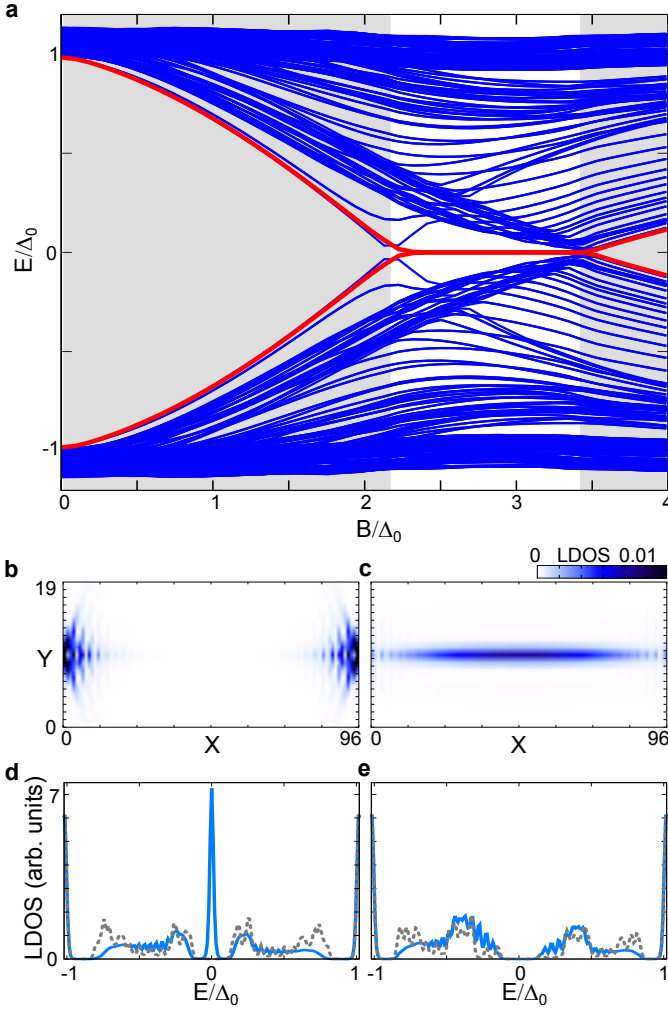 a
1
E/Δ0
0
-1
0 1 2 3 4
B/Δ0
0 LDOS 0.01
b c
19
Y
0
0 X 96 0 X 96
d e
LDOS (arb. units)
7
0
-1 0 1 -1 0 1
E/Δ0 E/Δ0